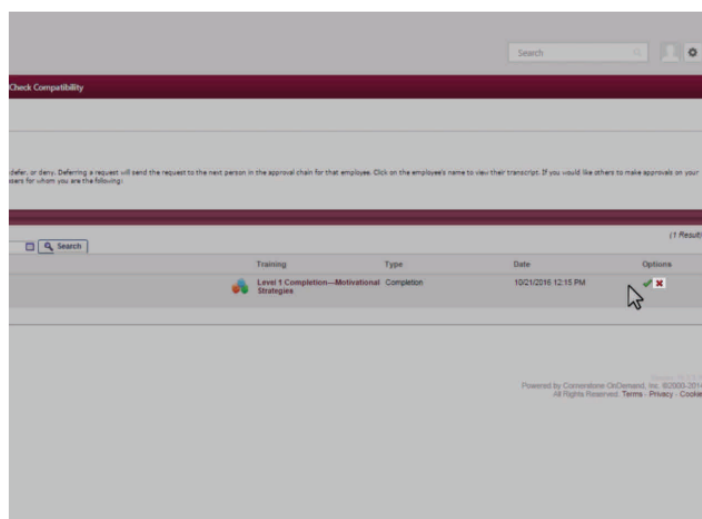 Search
Check Compatibility
defer, or deny. Deferring a request will send the request to the next person in the approval chain for that employee. Click on the employee's name to view their transcript. If you would like others to make approvals on your
users for whom you are the following:
(1 Result
Search
Training Type Date Options
Level 1 Completion—Motivational Completion 10/21/2016 12:15 PM
Strategies
Powered by Cornerstone OnDemand, Inc. ©2000-201
All Rights Reserved. Terms - Privacy - Cookie